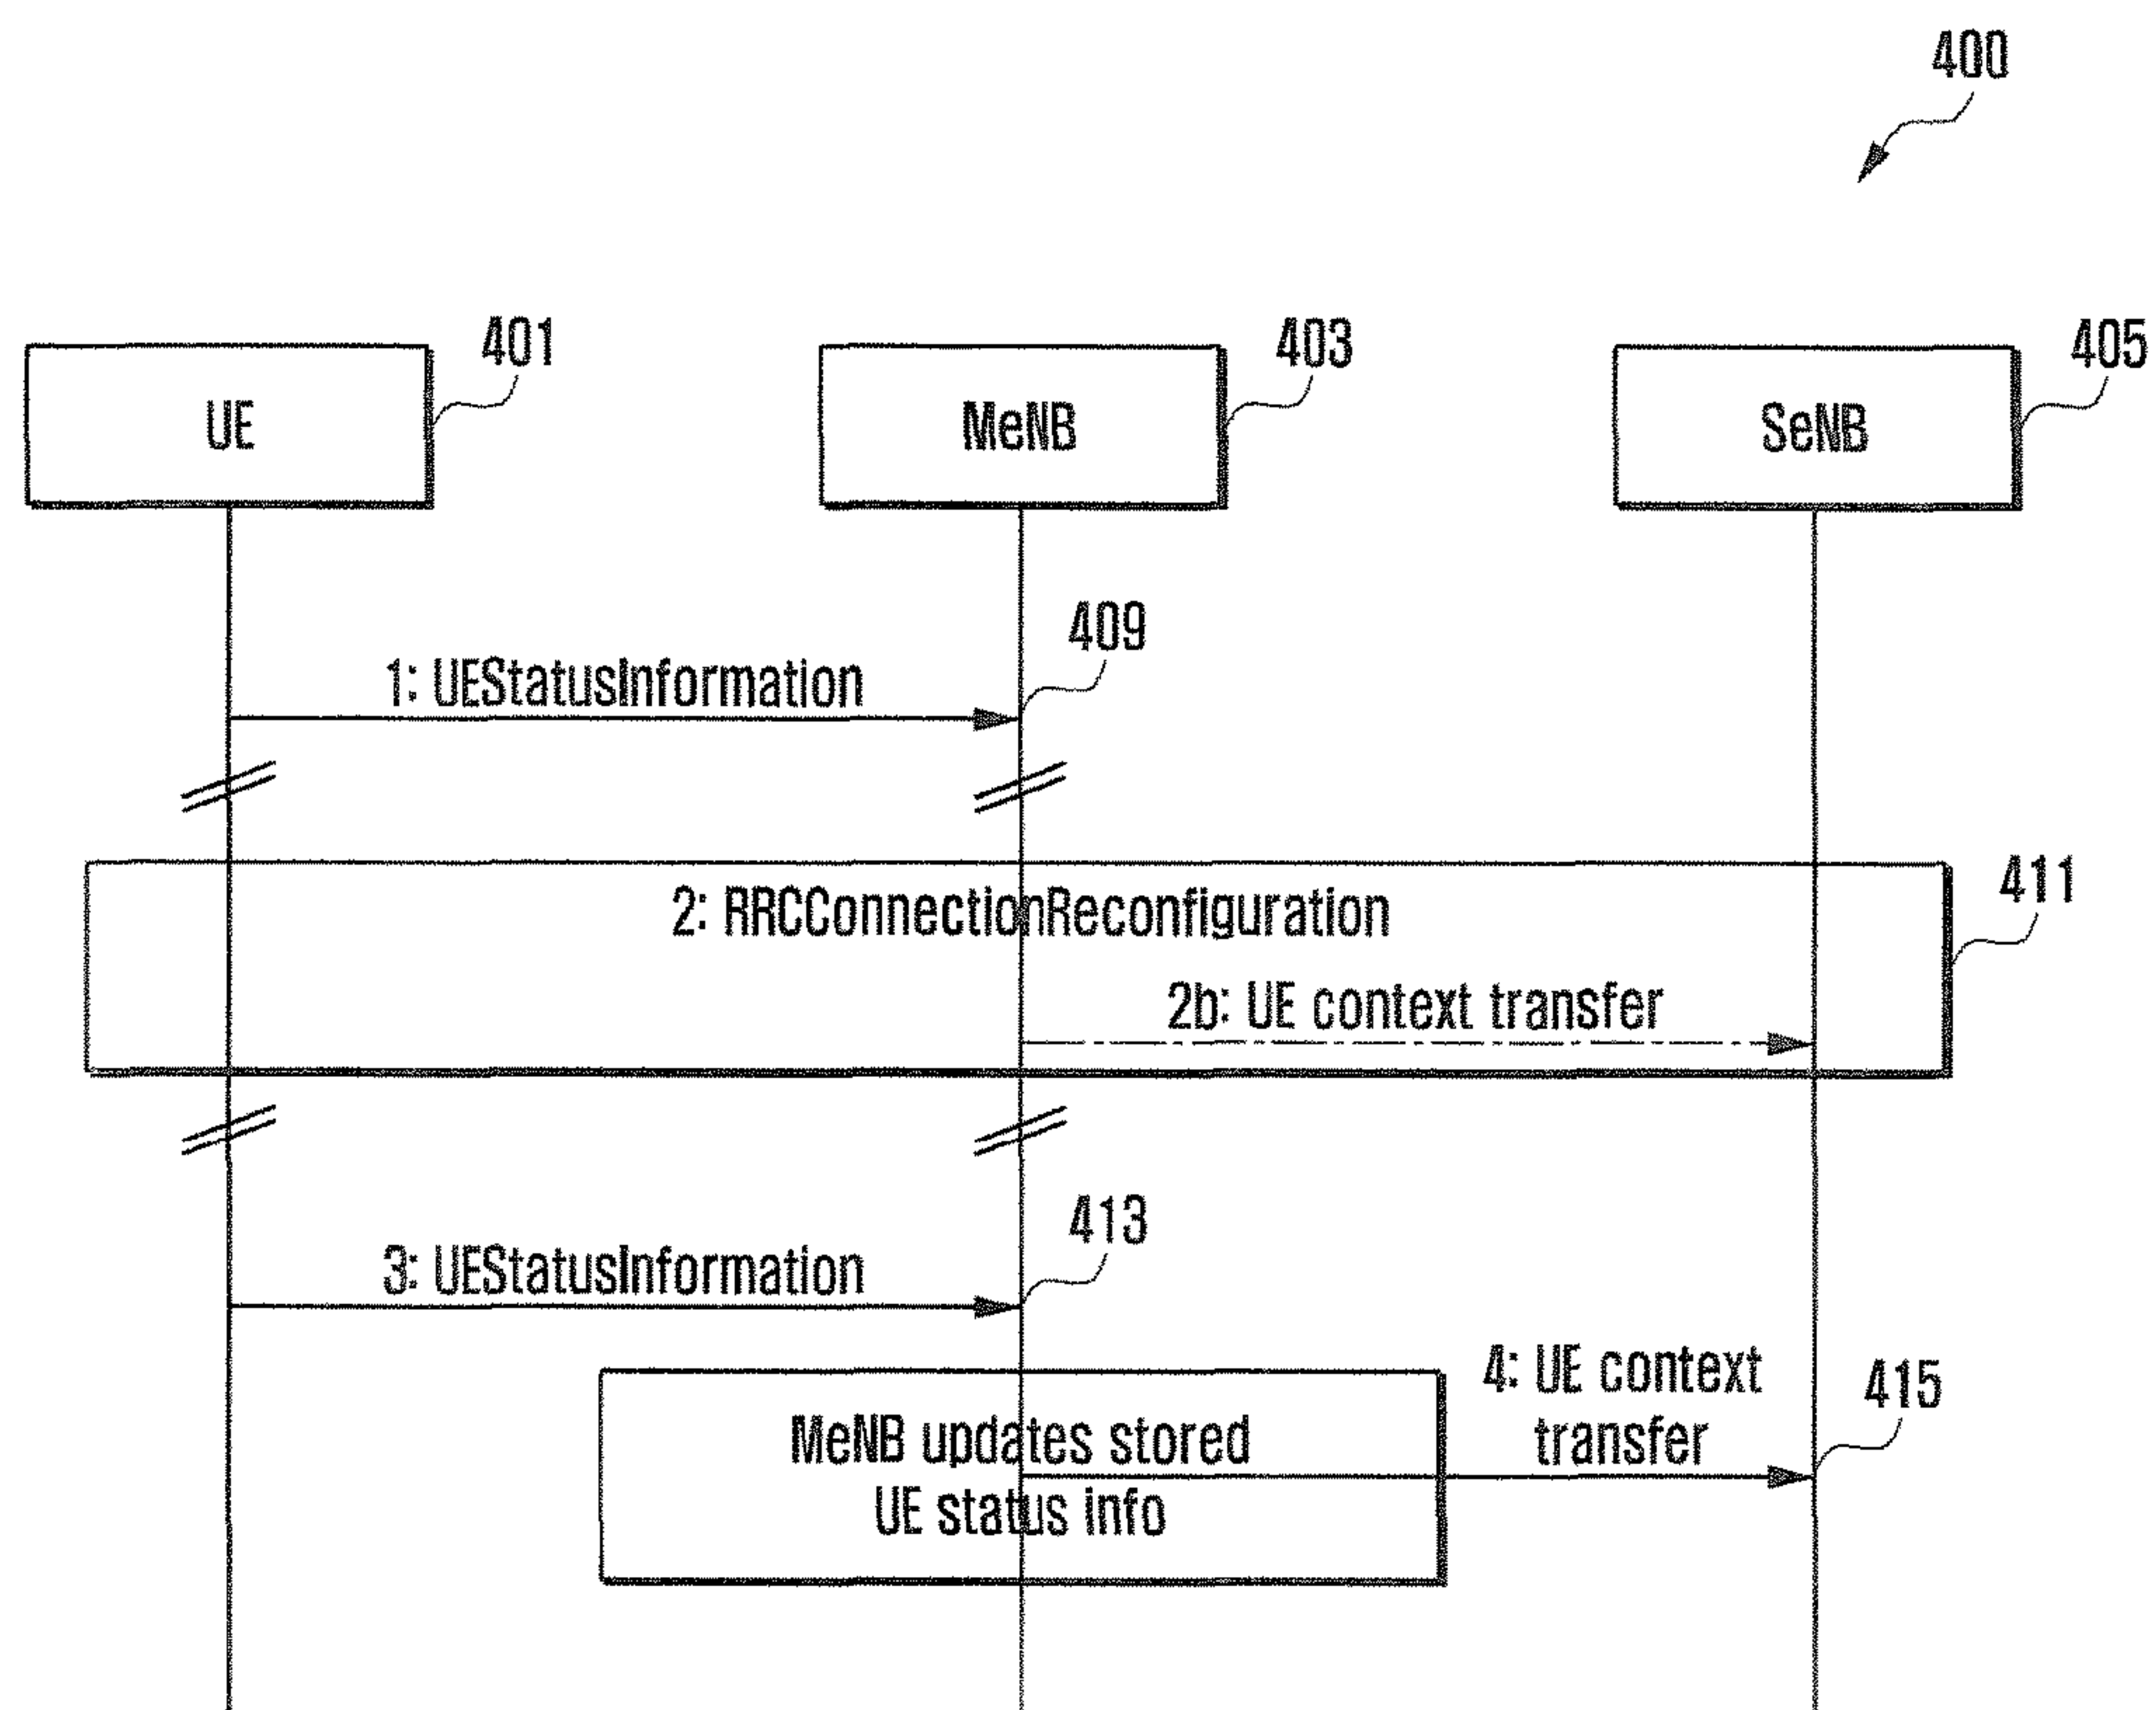 400
401
403
405
UE
MeNB
SeNB
409
1: UEStatusInformation
411
2: RRCConnectionReconfiguration
2b: UE context transfer
413
3: UEStatusInformation
4: UE context
transfer
415
MeNB updates stored
UE status info